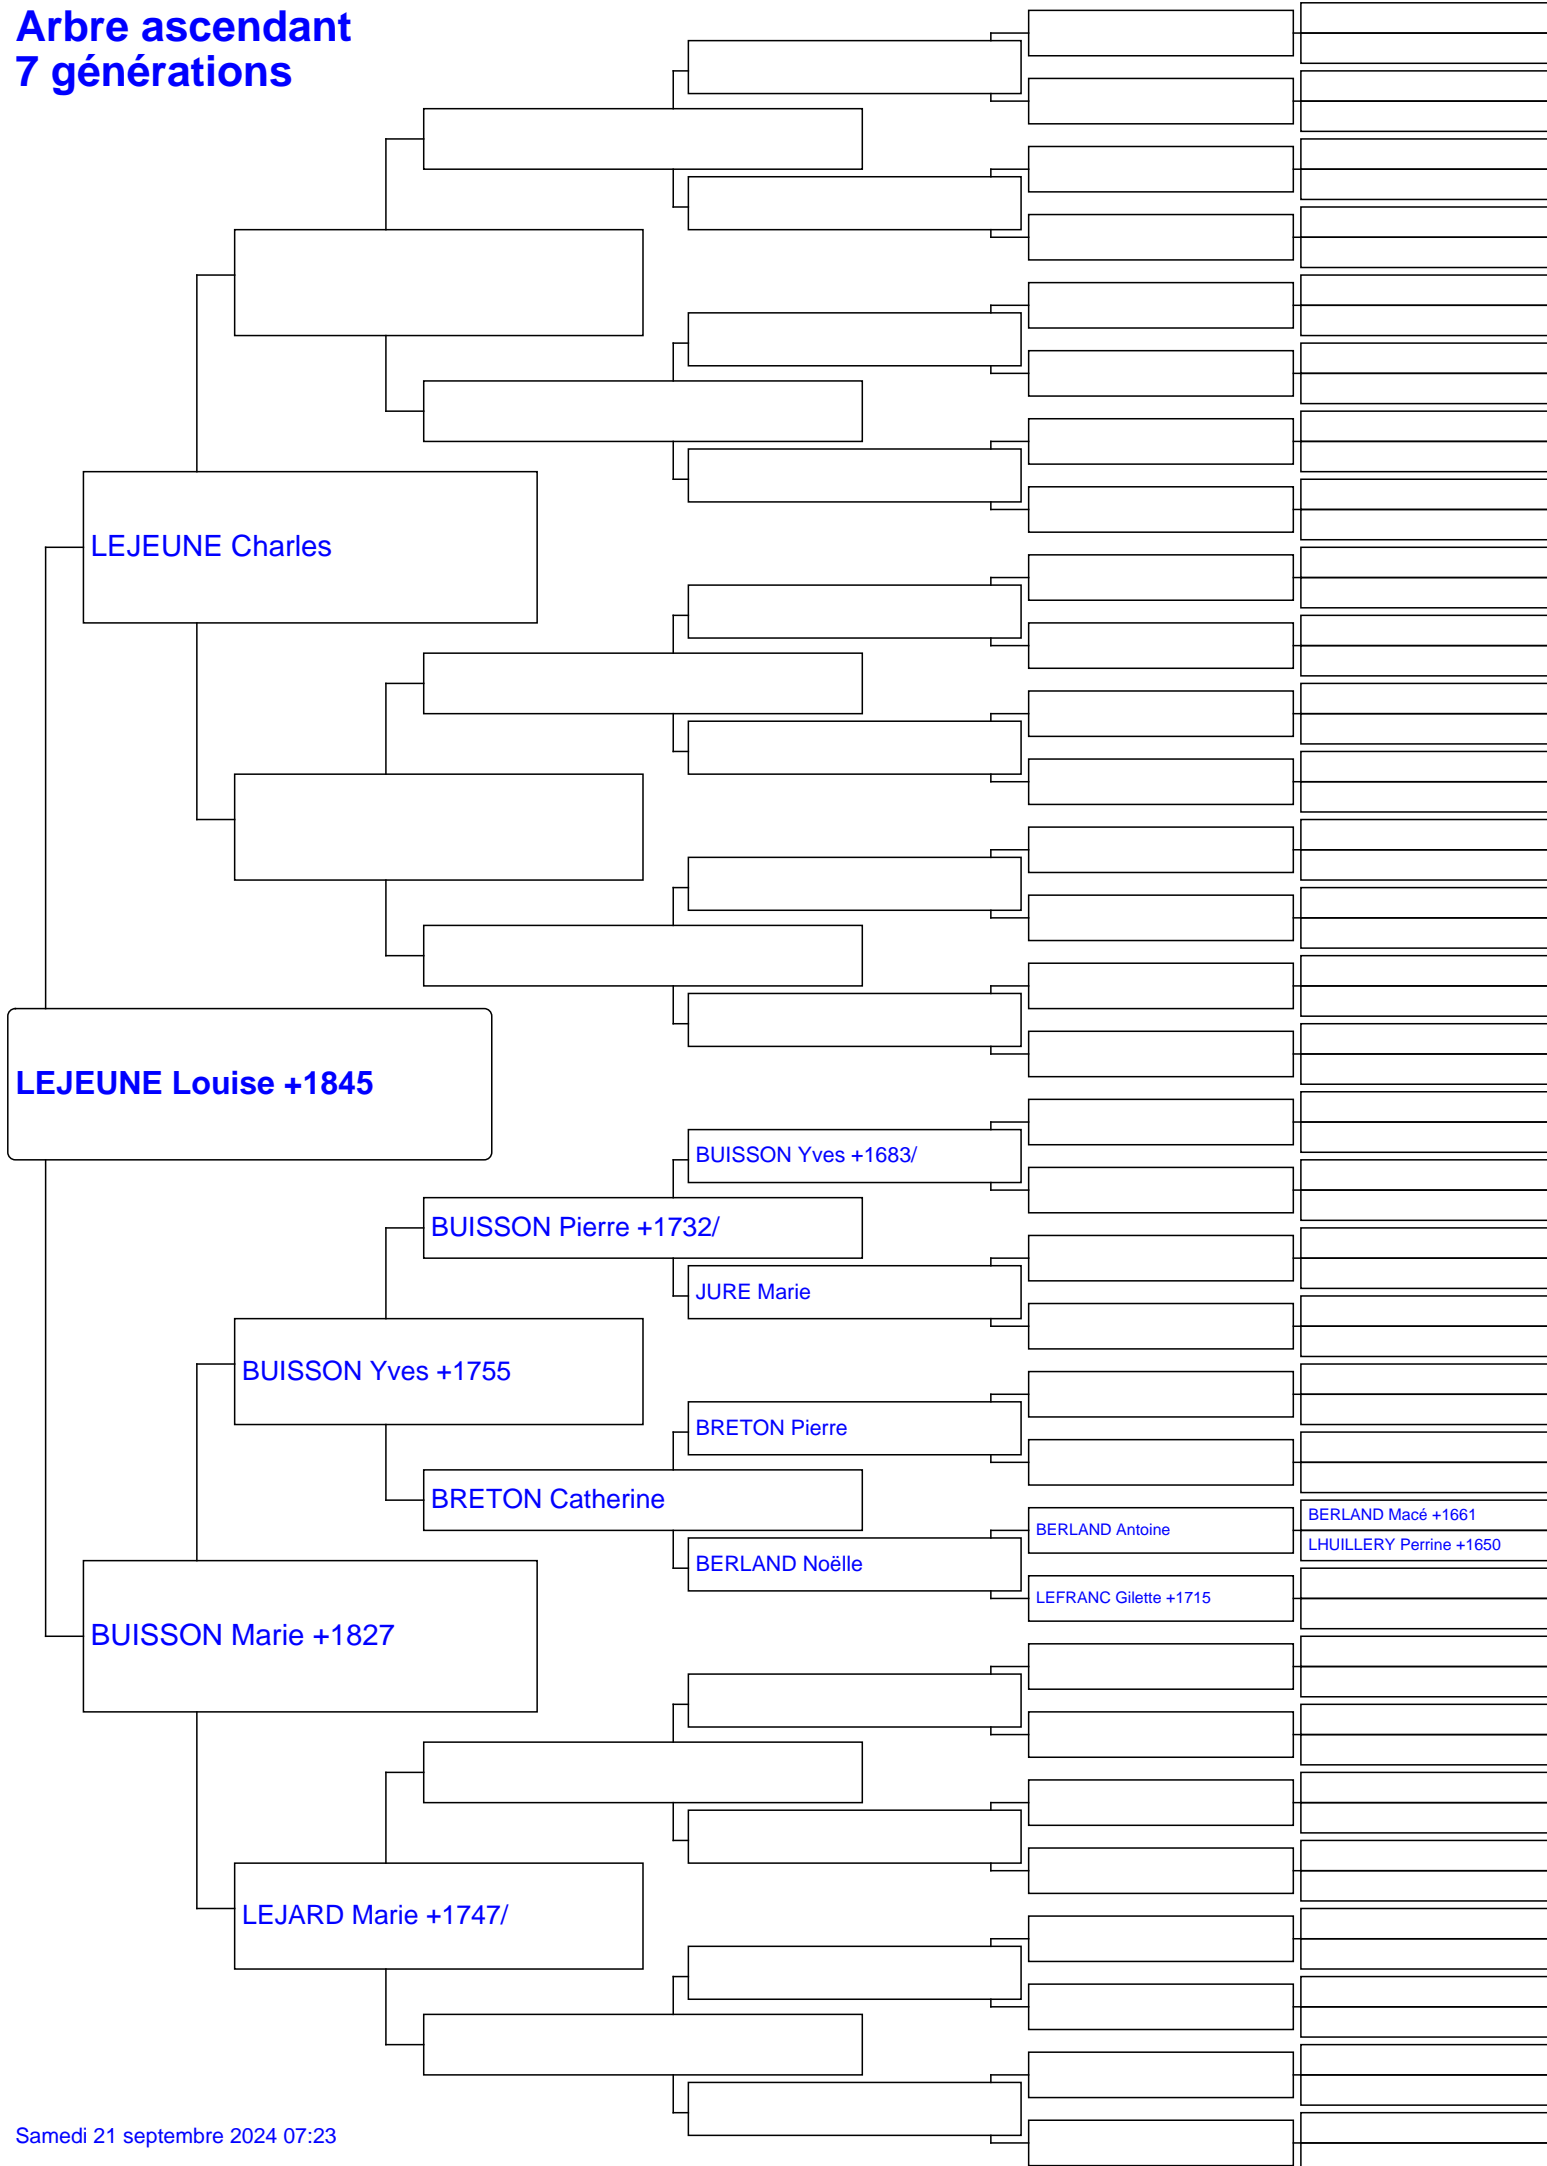 Arbre ascendant
7 générations
LEJEUNE Charles
LEJEUNE Louise +1845
BUISSON Yves +1683/
BUISSON Pierre +1732/
JURE Marie
BUISSON Yves +1755
BRETON Pierre
BRETON Catherine
BERLAND Macé +1661
BERLAND Antoine
LHUILLERY Perrine +1650
BERLAND Noëlle
LEFRANC Gilette +1715
BUISSON Marie +1827
LEJARD Marie +1747/
Samedi 21 septembre 2024 07:23